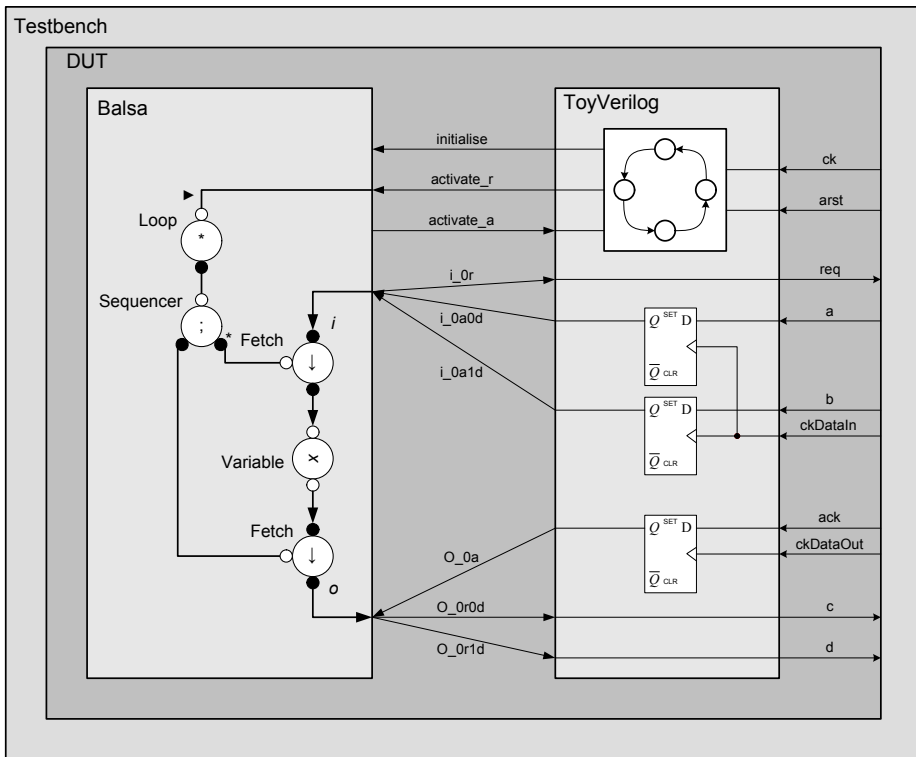 Testbench
DUT
Balsa
ToyVerilog
initialise
ck
activate_r
arst
Loop
activate_a
*
i_0r
req
Sequencer
;
*
Fetch
i
↓
i_0a0d
Q SET D
a
Q CLR
i_0a1d
Q SET D
b
ckDataIn
Q CLR
Variable
x
Fetch
↓
o
O_0a
Q SET D
ack
ckDataOut
Q CLR
O_0r0d
c
O_0r1d
d